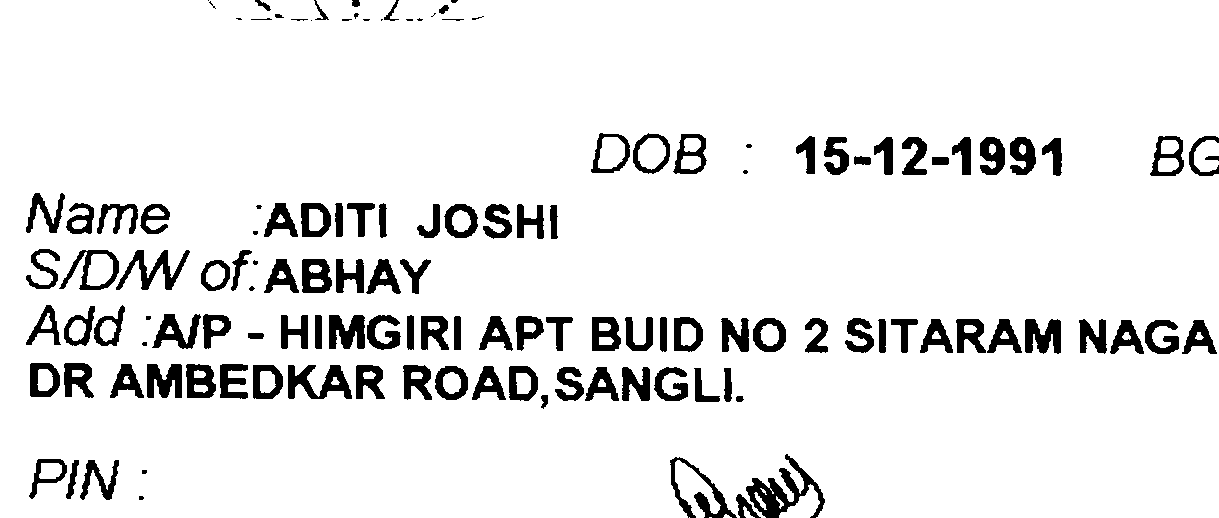 DOB : 15-12-1991 BG
Name :ADITI JOSHI
S/D/W of:ABHAY
Add :A/P - HIMGIRI APT BUID NO 2 SITARAM NAGA
DR AMBEDKAR ROAD,SANGLI.
PIN :